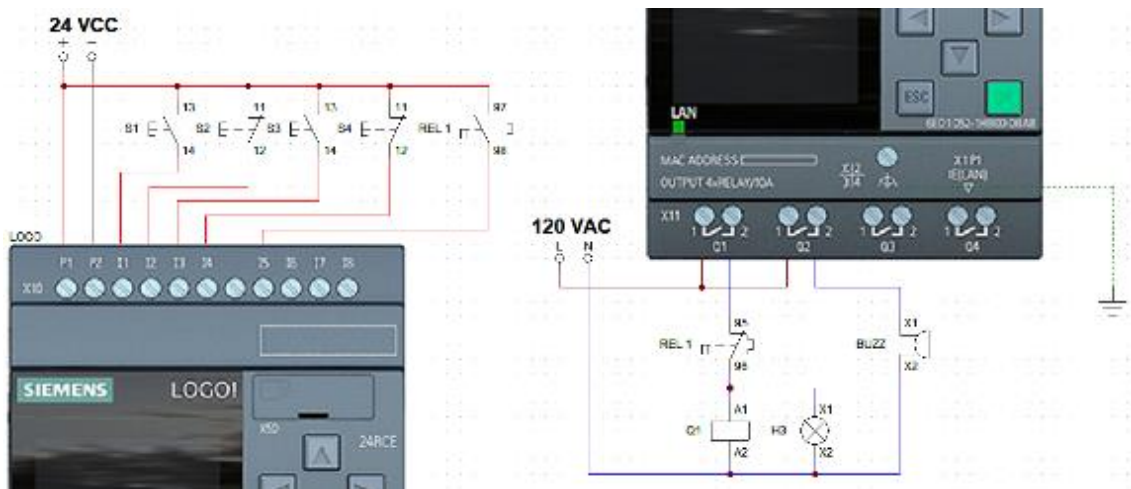 24 VCC
+ −
13 11 13 11 97
S1 S2 S3 S4 REL 1
14 12 14 12 98
LOGO
P1 P2 I1 I2 I3 I4 I5 I6 I7 I8
X10
SIEMENS LOGO!
X50
24RCE
ESC
LAN
MAC ADDRESS
OUTPUT 4xRELAY/10A
X1P1
IE(LAN)
X11 1 2 1 2 1 2 1 2
Q1 Q2 Q3 Q4
120 VAC
L N
95 X1
REL 1 BUZZ
96 X2
A1 X1
Q1 H3
A2 X2